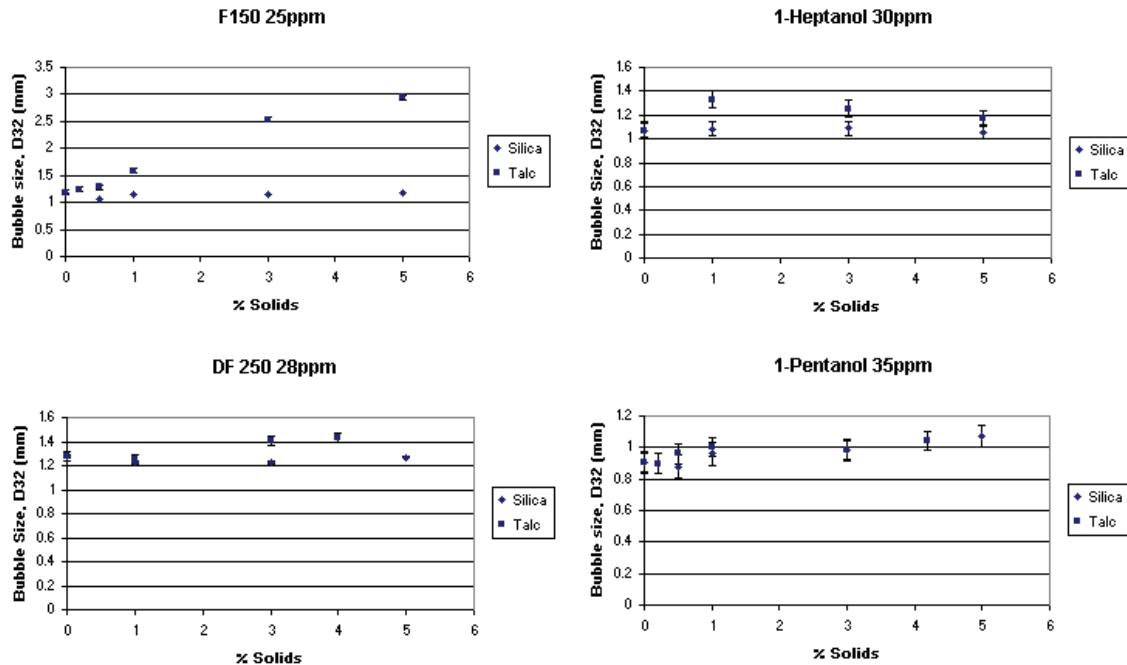 F150 25ppm
3.5
3
2.5
2
1.5
1
0.5
0
0 1 2 3 4 5 6
Bubble size, D32 (mm)
% Solids
Silica
Talc
1-Heptanol 30ppm
1.6
1.4
1.2
1
0.8
0.6
0.4
0.2
0
0 1 2 3 4 5 6
Bubble Size, D32 (mm)
% Solids
Silica
Talc
DF 250 28ppm
1.6
1.4
1.2
1
0.8
0.6
0.4
0.2
0
0 1 2 3 4 5 6
Bubble Size, D32 (mm)
% Solids
Silica
Talc
1-Pentanol 35ppm
1.2
1
0.8
0.6
0.4
0.2
0
0 1 2 3 4 5 6
Bubble size, D32 (mm)
% Solids
Silica
Talc